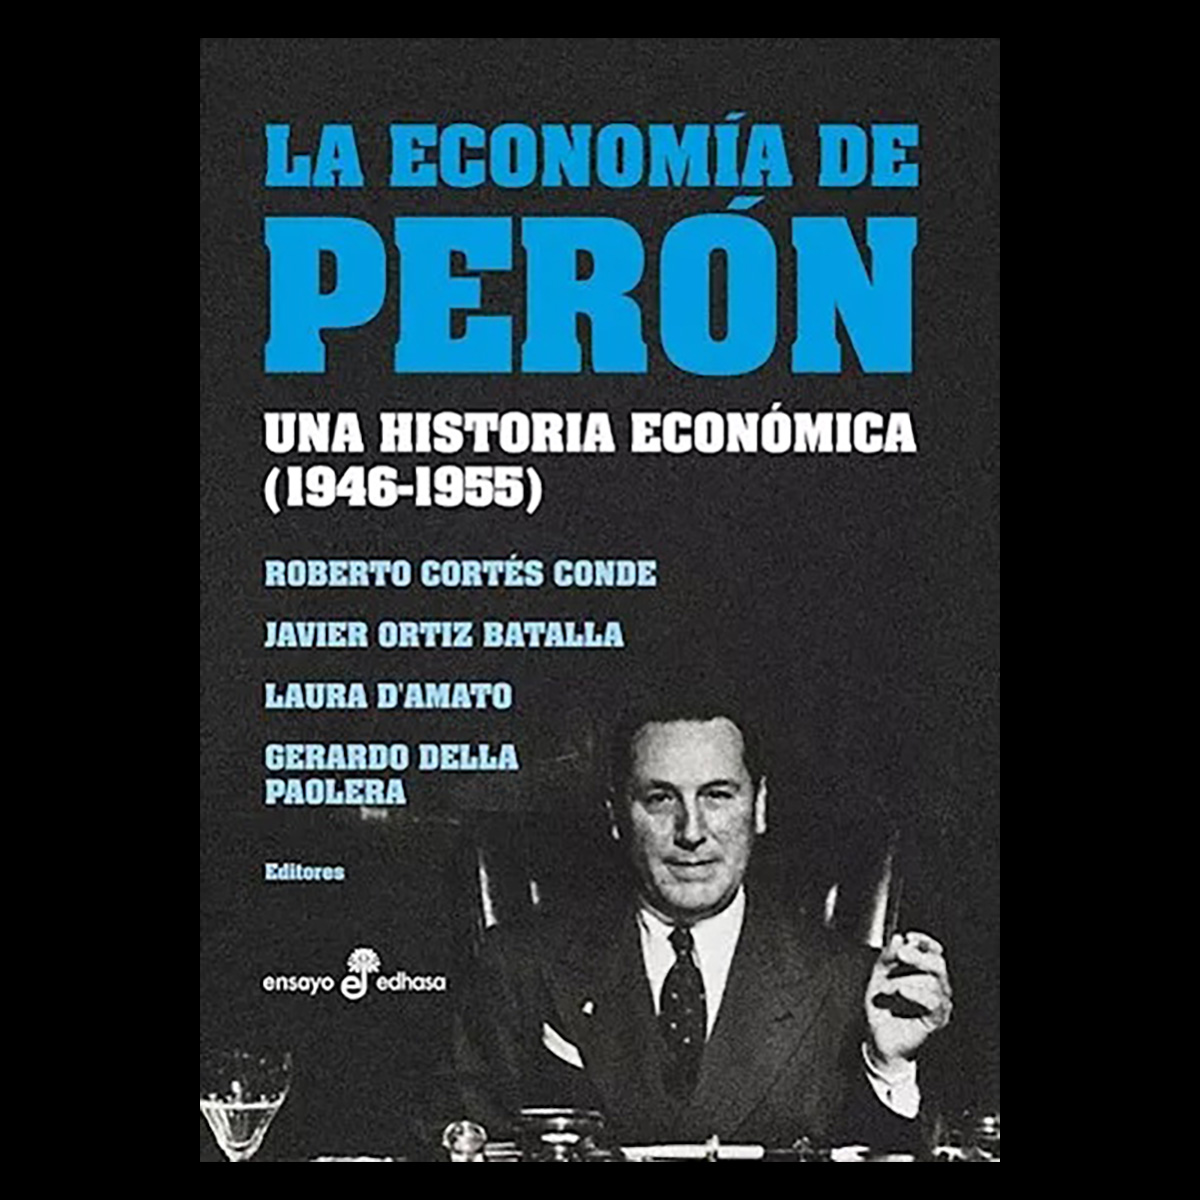 LA ECONOMÍA DE
PERÓN
UNA HISTORIA ECONÓMICA
(1946-1955)
ROBERTO CORTÉS CONDE
JAVIER ORTIZ BATALLA
LAURA D'AMATO
GERARDO DELLA
PAOLERA
Editores
ensayo edhasa